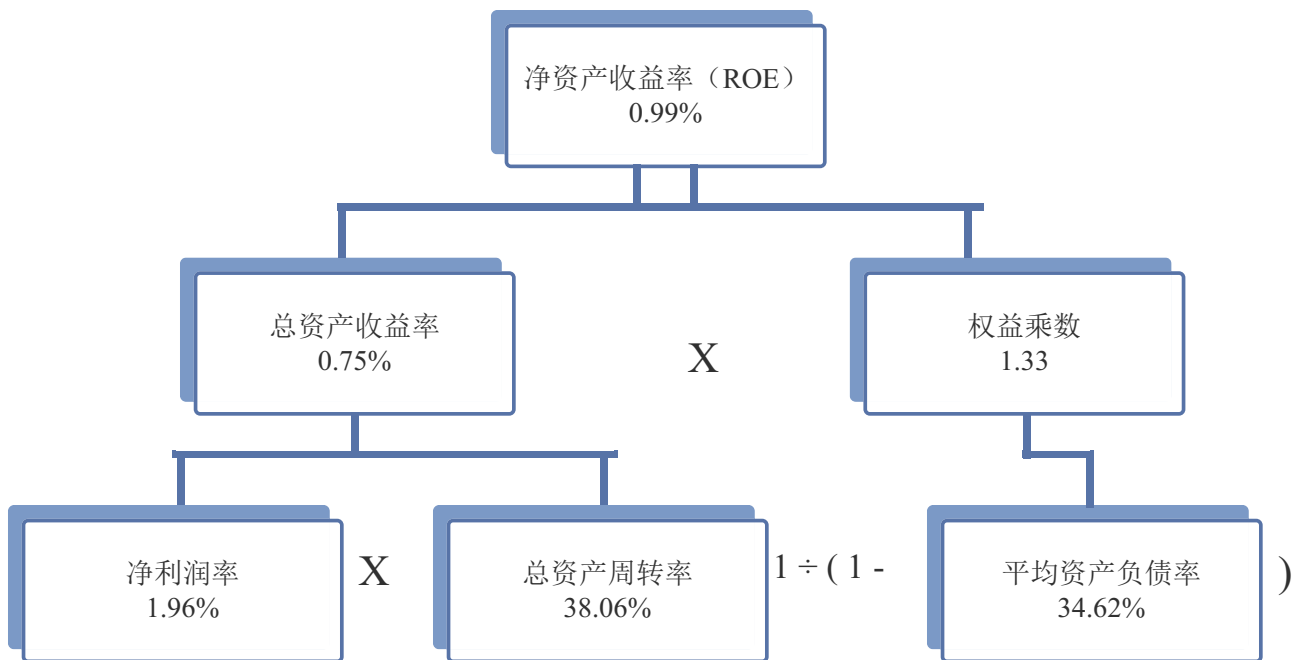 净资产收益率（ROE）
0.99%
总资产收益率
0.75%
X
权益乘数
1.33
净利润率
1.96%
X
总资产周转率
38.06%
1 ÷ ( 1 -
平均资产负债率
34.62%
)